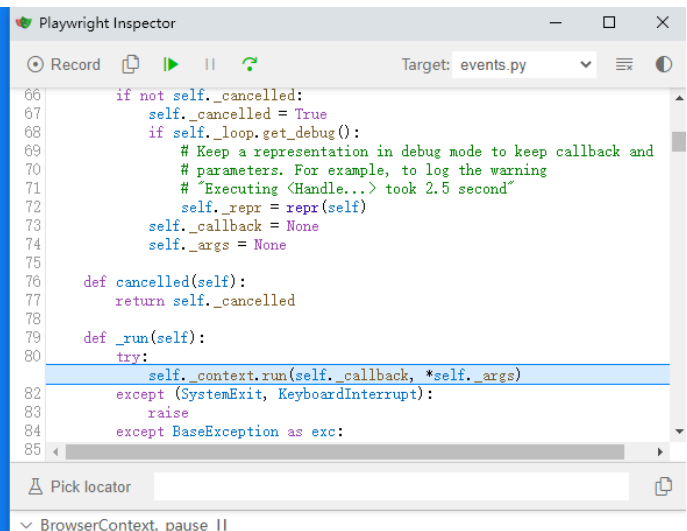 Playwright Inspector
Record Target: events.py
66 if not self._cancelled:
67 self._cancelled = True
68 if self._loop.get_debug():
69 # Keep a representation in debug mode to keep callback and
70 # parameters. For example, to log the warning
71 # "Executing <Handle...> took 2.5 second"
72 self._repr = repr(self)
73 self._callback = None
74 self._args = None
75
76 def cancelled(self):
77 return self._cancelled
78
79 def _run(self):
80 try:
self._context.run(self._callback, *self._args)
82 except (SystemExit, KeyboardInterrupt):
83 raise
84 except BaseException as exc:
85
Pick locator
BrowserContext. pause